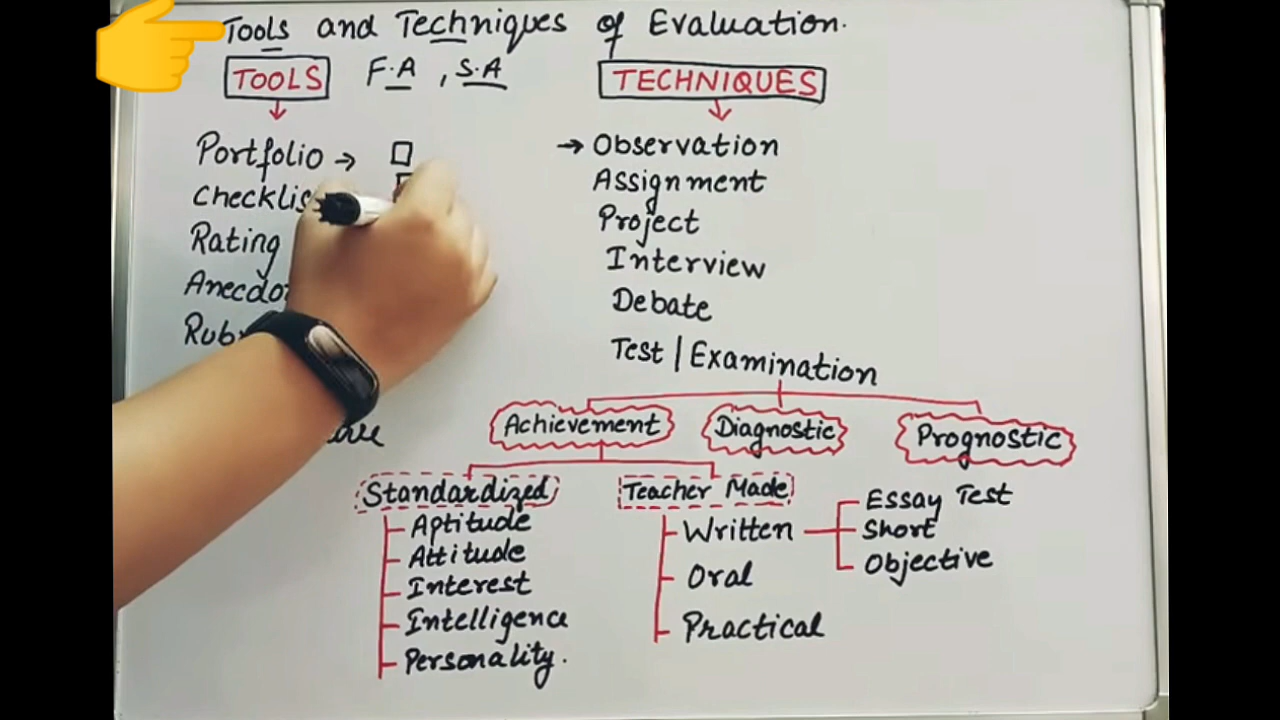 Tools and Techniques of Evaluation.
TOOLS F.A , S.A
TECHNIQUES
Portfolio →
Rating
→ Observation
Assignment
Project
Interview
Debate
Test | Examination
Achievement
Diagnostic
Prognostic
Standardized
Aptitude
Attitude
Interest
Intelligence
Personality.
Teacher Made
Written
Oral
Practical
Essay Test
Short
Objective